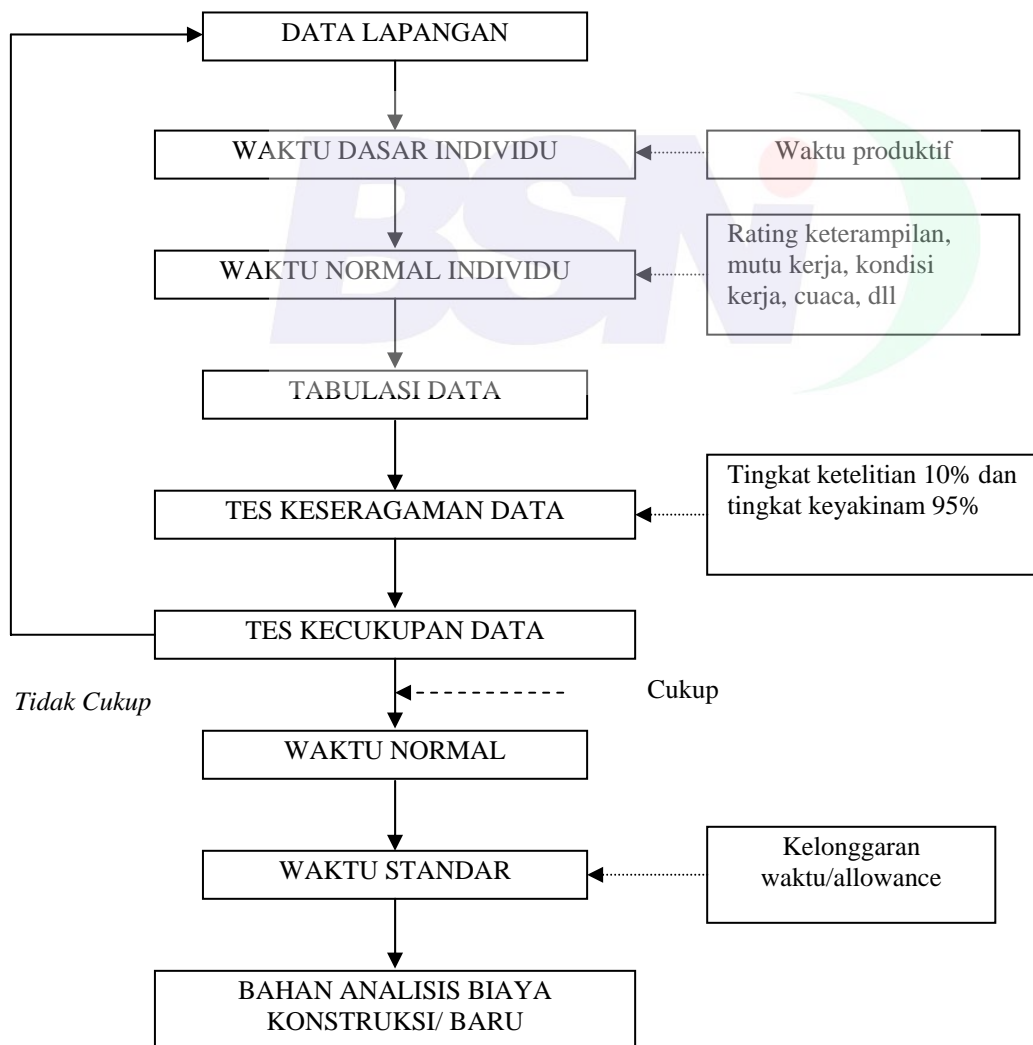 DATA LAPANGAN
WAKTU DASAR INDIVIDU
Waktu produktif
WAKTU NORMAL INDIVIDU
Rating keterampilan,
mutu kerja, kondisi
kerja, cuaca, dll
TABULASI DATA
TES KESERAGAMAN DATA
Tingkat ketelitian 10% dan
tingkat keyakinam 95%
TES KECUKUPAN DATA
Tidak Cukup
Cukup
WAKTU NORMAL
WAKTU STANDAR
Kelonggaran
waktu/allowance
BAHAN ANALISIS BIAYA
KONSTRUKSI/ BARU
BSN